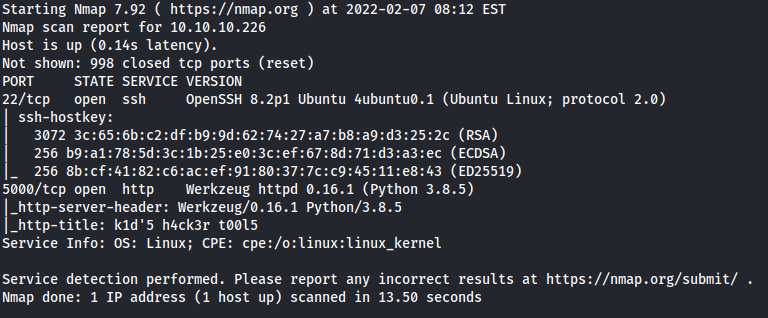 Starting Nmap 7.92 ( https://nmap.org ) at 2022-02-07 08:12 EST
Nmap scan report for 10.10.10.226
Host is up (0.14s latency).
Not shown: 998 closed tcp ports (reset)
PORT     STATE SERVICE VERSION
22/tcp   open  ssh     OpenSSH 8.2p1 Ubuntu 4ubuntu0.1 (Ubuntu Linux; protocol 2.0)
| ssh-hostkey:
|   3072 3c:65:6b:c2:df:b9:9d:62:74:27:a7:b8:a9:d3:25:2c (RSA)
|   256 b9:a1:78:5d:3c:1b:25:e0:3c:ef:67:8d:71:d3:a3:ec (ECDSA)
|_  256 8b:cf:41:82:c6:ac:ef:91:80:37:7c:c9:45:11:e8:43 (ED25519)
5000/tcp open  http    Werkzeug httpd 0.16.1 (Python 3.8.5)
|_http-server-header: Werkzeug/0.16.1 Python/3.8.5
|_http-title: k1d'5 h4ck3r t00l5
Service Info: OS: Linux; CPE: cpe:/o:linux:linux_kernel

Service detection performed. Please report any incorrect results at https://nmap.org/submit/ .
Nmap done: 1 IP address (1 host up) scanned in 13.50 seconds